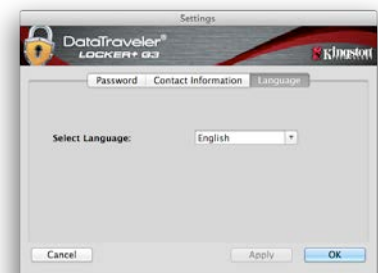 Settings
DataTraveler®
LOCKER+ G3
Kingston
Password Contact Information Language
Select Language: English
Cancel Apply OK